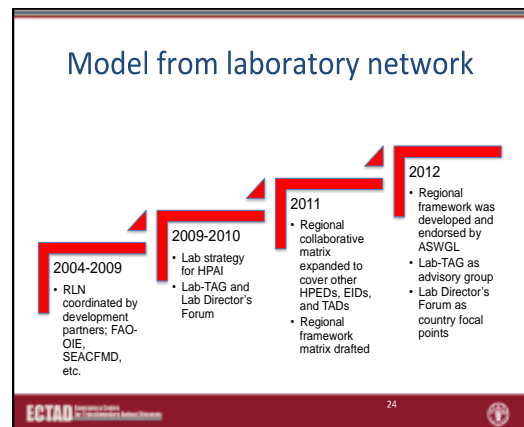 Model from laboratory network
2004-2009
• RLN
coordinated by
development
partners; FAO-
OIE,
SEACFMD,
etc.
2009-2010
• Lab strategy
for HPAI
• Lab-TAG and
Lab Director’s
Forum
2011
• Regional
collaborative
matrix
expanded to
cover other
HPEDs, EIDs,
and TADs
• Regional
framework
matrix drafted
2012
• Regional
framework was
developed and
endorsed by
ASWGL
• Lab-TAG as
advisory group
• Lab Director’s
Forum as
country focal
points
ECTAD
24